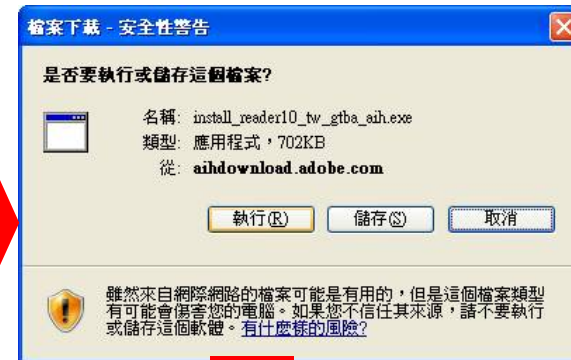 檔案下載 - 安全性警告
是否要執行或儲存這個檔案?
名稱: install_reader10_tw_gtba_aih.exe
類型: 應用程式，702KB
從: aihdownload.adobe.com
執行(R) 儲存(S) 取消
雖然來自網際網路的檔案可能是有用的，但是這個檔案類型
有可能會傷害您的電腦。如果您不信任其來源，請不要執行
或儲存這個軟體。有什麼樣的風險?